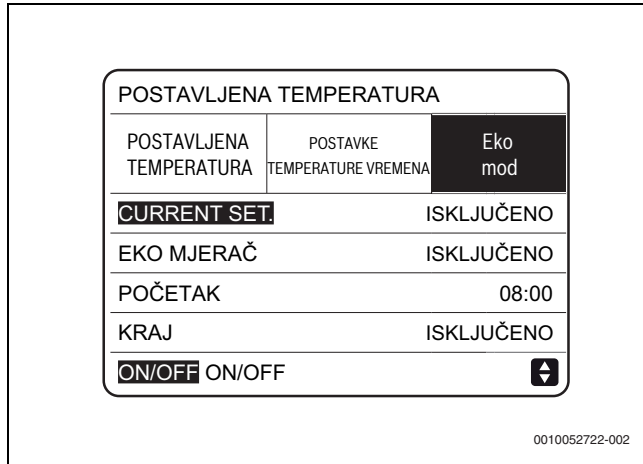 POSTAVLJENA TEMPERATURA
POSTAVLJENA TEMPERATURA
POSTAVKE TEMPERATURE VREMENA
Eko mod
CURRENT SET. ISKLJUČENO
EKO MJERAČ ISKLJUČENO
POČETAK 08:00
KRAJ ISKLJUČENO
ON/OFF ON/OFF
0010052722-002